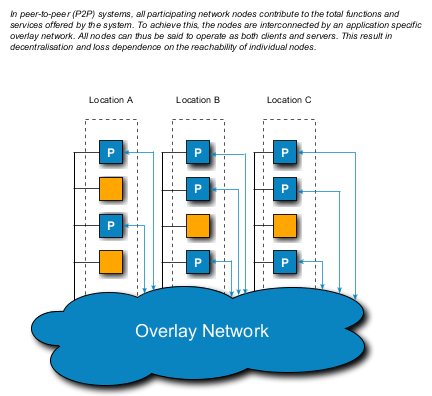 In peer-to-peer (P2P) systems, all participating network nodes contribute to the total functions and
services offered by the system. To achieve this, the nodes are interconnected by an application specific
overlay network. All nodes can thus be said to operate as both clients and servers. This result in
decentralisation and loss dependence on the reachability of individual nodes.
Location A Location B Location C
P P P
P
P
P P
P P
Overlay Network